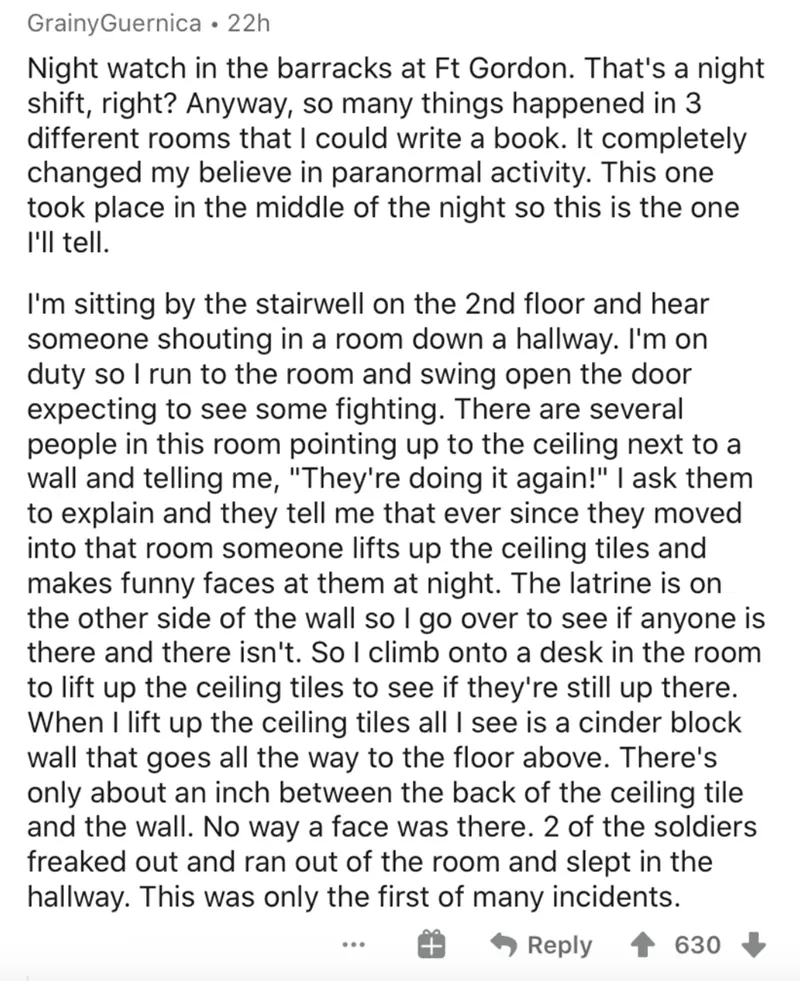 GrainyGuernica • 22h
Night watch in the barracks at Ft Gordon. That's a night
shift, right? Anyway, so many things happened in 3
different rooms that I could write a book. It completely
changed my believe in paranormal activity. This one
took place in the middle of the night so this is the one
I'll tell.
I'm sitting by the stairwell on the 2nd floor and hear
someone shouting in a room down a hallway. I'm on
duty so I run to the room and swing open the door
expecting to see some fighting. There are several
people in this room pointing up to the ceiling next to a
wall and telling me, "They're doing it again!" I ask them
to explain and they tell me that ever since they moved
into that room someone lifts up the ceiling tiles and
makes funny faces at them at night. The latrine is on
the other side of the wall so I go over to see if anyone is
there and there isn't. So I climb onto a desk in the room
to lift up the ceiling tiles to see if they're still up there.
When I lift up the ceiling tiles all I see is a cinder block
wall that goes all the way to the floor above. There's
only about an inch between the back of the ceiling tile
and the wall. No way a face was there. 2 of the soldiers
freaked out and ran out of the room and slept in the
hallway. This was only the first of many incidents.
... Reply 630